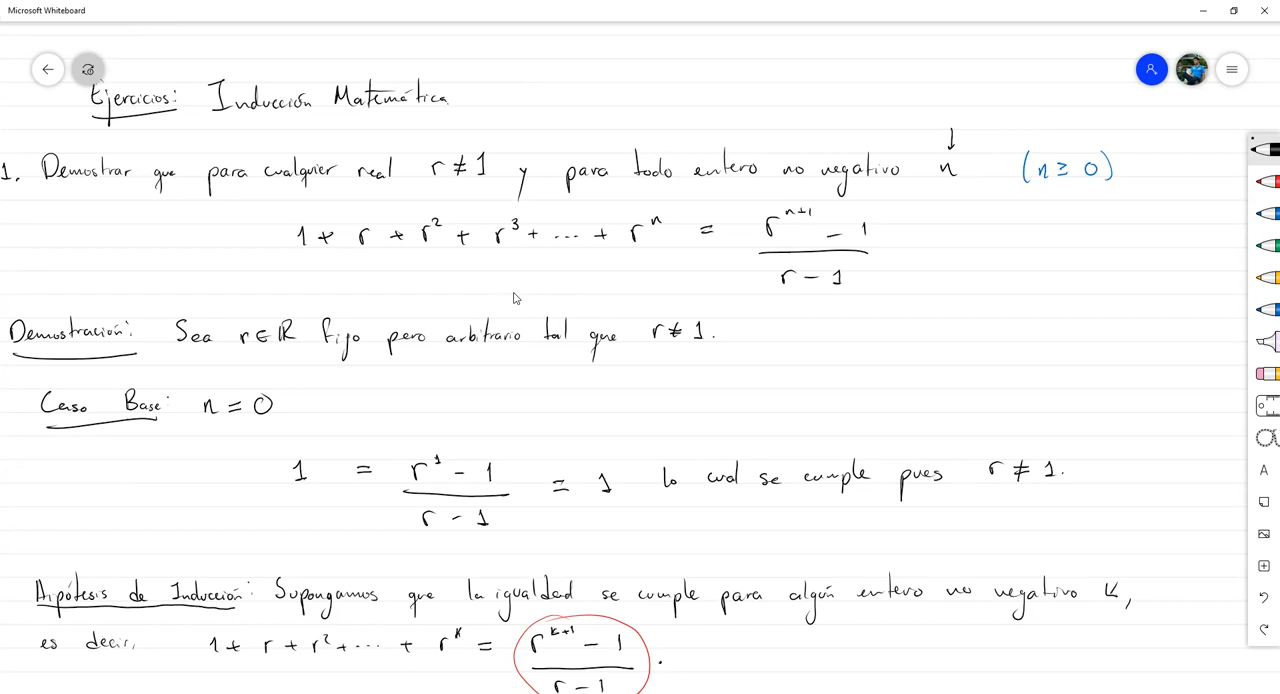 Microsoft Whiteboard
Ejercicios: Inducción Matemática
1. Demostrar que para cualquier real r ≠ 1 y para todo entero no negativo n (n ≥ 0)
1 + r + r² + r³ + ... + rⁿ = (rⁿ⁺¹ - 1)/(r - 1)
Demostración: Sea r ∈ ℝ fijo pero arbitrario tal que r ≠ 1.
Caso Base: n = 0
1 = (r¹ - 1)/(r - 1) = 1 lo cual se cumple pues r ≠ 1.
Hipótesis de Inducción: Supongamos que la igualdad se cumple para algún entero no negativo K,
es decir, 1 + r + r² + ... + rᴷ = (rᴷ⁺¹ - 1)/(r - 1).